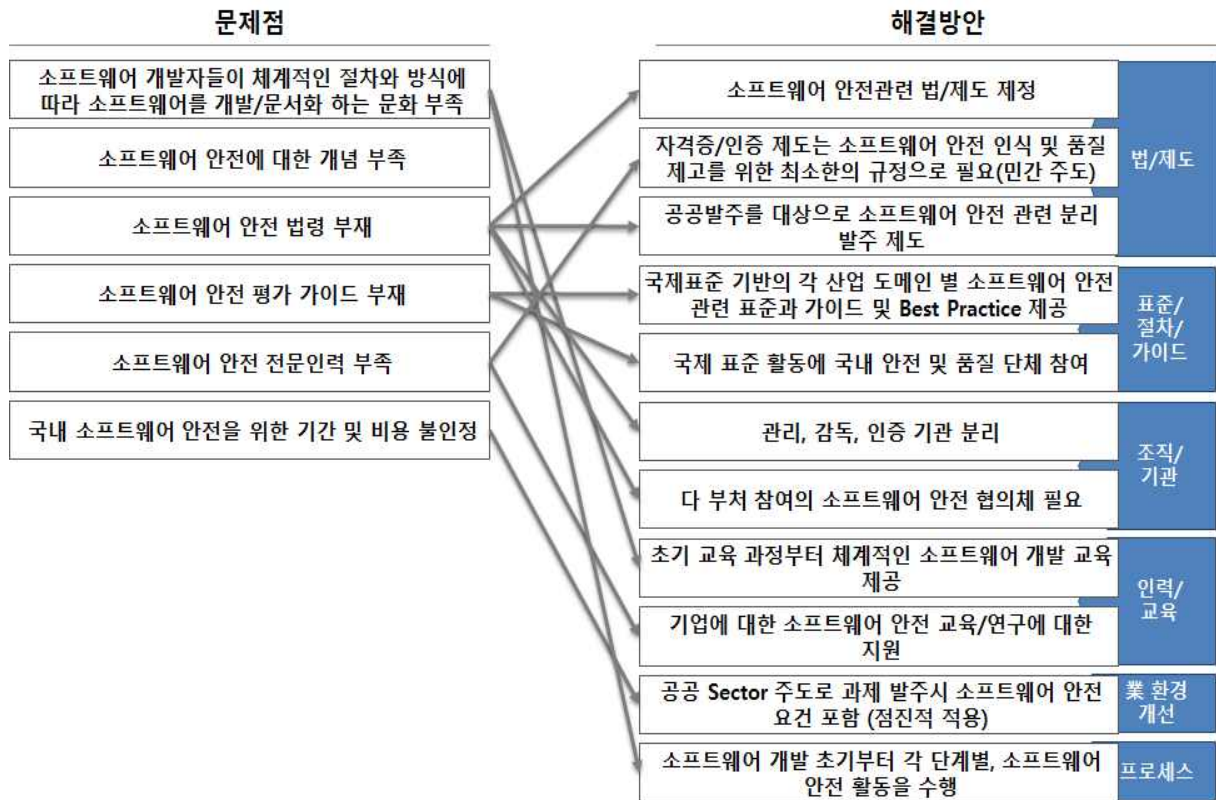 문제점
소프트웨어 개발자들이 체계적인 절차와 방식에
따라 소프트웨어를 개발/문서화 하는 문화 부족
소프트웨어 안전에 대한 개념 부족
소프트웨어 안전 법령 부재
소프트웨어 안전 평가 가이드 부재
소프트웨어 안전 전문인력 부족
국내 소프트웨어 안전을 위한 기간 및 비용 불인정
해결방안
소프트웨어 안전관련 법/제도 제정
자격증/인증 제도는 소프트웨어 안전 인식 및 품질
제고를 위한 최소한의 규정으로 필요(민간 주도)
공공발주를 대상으로 소프트웨어 안전 관련 분리
발주 제도
법/제도
국제표준 기반의 각 산업 도메인 별 소프트웨어 안전
관련 표준과 가이드 및 Best Practice 제공
국제 표준 활동에 국내 안전 및 품질 단체 참여
표준/
절차/
가이드
관리, 감독, 인증 기관 분리
다 부처 참여의 소프트웨어 안전 협의체 필요
조직/
기관
초기 교육 과정부터 체계적인 소프트웨어 개발 교육
제공
기업에 대한 소프트웨어 안전 교육/연구에 대한
지원
인력/
교육
공공 Sector 주도로 과제 발주시 소프트웨어 안전
요건 포함 (점진적 적용)
業 환경
개선
소프트웨어 개발 초기부터 각 단계별, 소프트웨어
안전 활동을 수행
프로세스